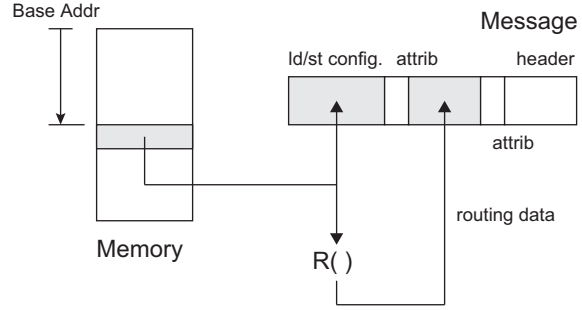 Base Addr
Message
ld/st config.
attrib
header
attrib
routing data
Memory
R( )